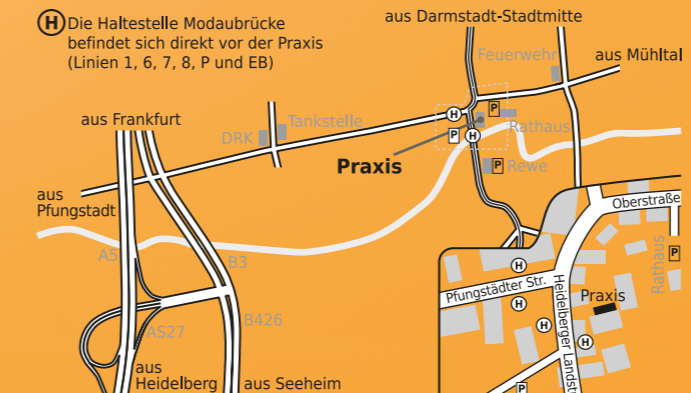 H Die Haltestelle Modaubrücke
befindet sich direkt vor der Praxis
(Linien 1, 6, 7, 8, P und EB)
aus Darmstadt-Stadtmitte
Feuerwehr
aus Mühltal
aus Frankfurt
Tankstelle
DRK
H
P
Rathaus
P
H
Praxis
P
Rewe
aus
Pfungstadt
Oberstraße
A5
B3
Rathaus
P
H
Pfungstädter Str.
H
Heidelberger Landst
Praxis
H
H
AS27
B426
aus
Heidelberg
aus Seeheim
P